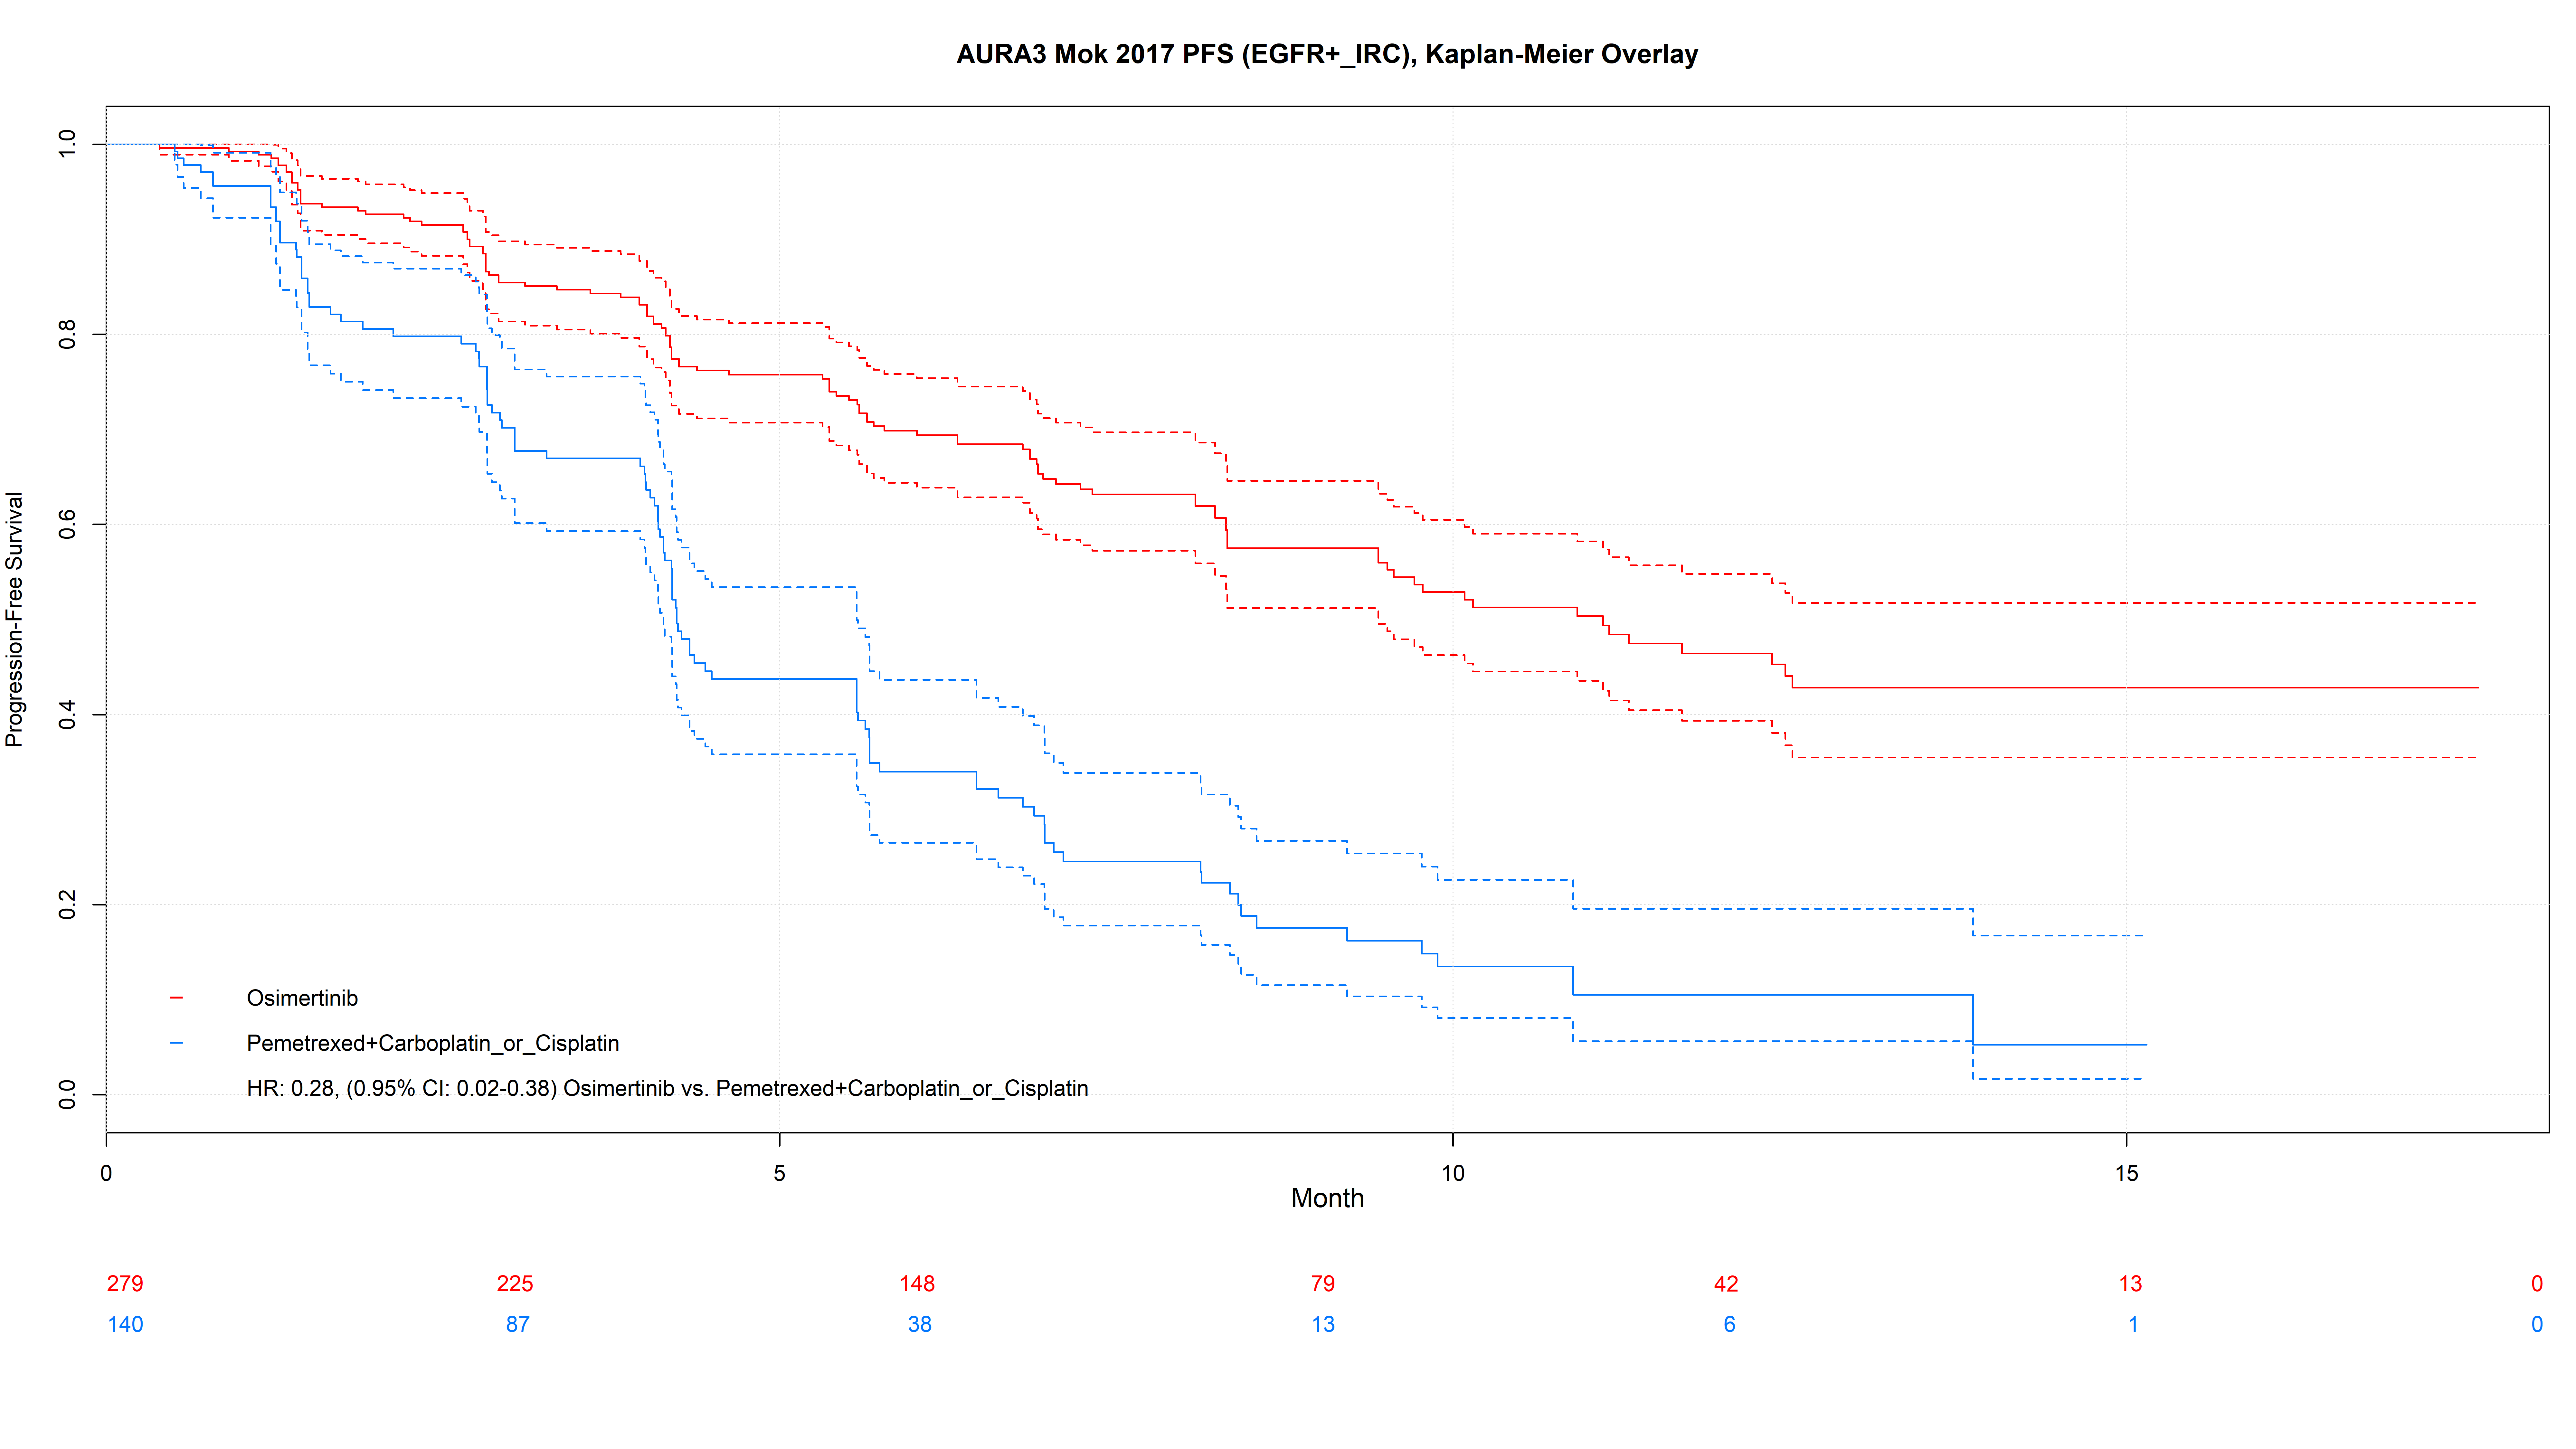 AURA3 Mok 2017 PFS (EGFR+_IRC), Kaplan-Meier Overlay
Progression-Free Survival
1.0
0.8
0.6
0.4
0.2
0.0
Osimertinib
Pemetrexed+Carboplatin_or_Cisplatin
HR: 0.28, (0.95% CI: 0.02-0.38) Osimertinib vs. Pemetrexed+Carboplatin_or_Cisplatin
0 5 10 15
Month
279 225 148 79 42 13 0
140 87 38 13 6 1 0